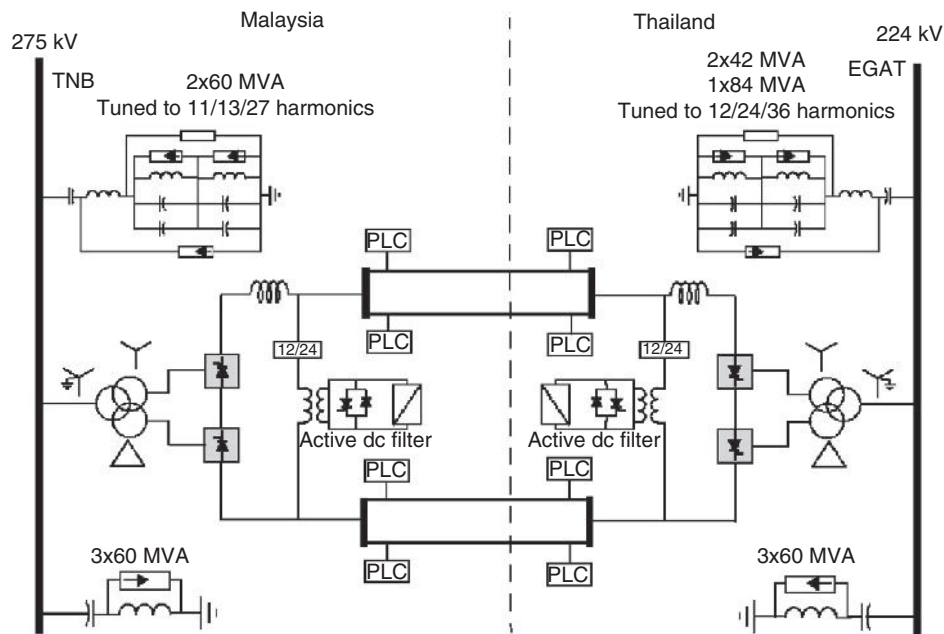 Malaysia
Thailand
275 kV
224 kV
TNB
EGAT
2x60 MVA
Tuned to 11/13/27 harmonics
2x42 MVA
1x84 MVA
Tuned to 12/24/36 harmonics
PLC
PLC
PLC
PLC
12/24
12/24
Active dc filter
Active dc filter
PLC
PLC
PLC
PLC
3x60 MVA
3x60 MVA